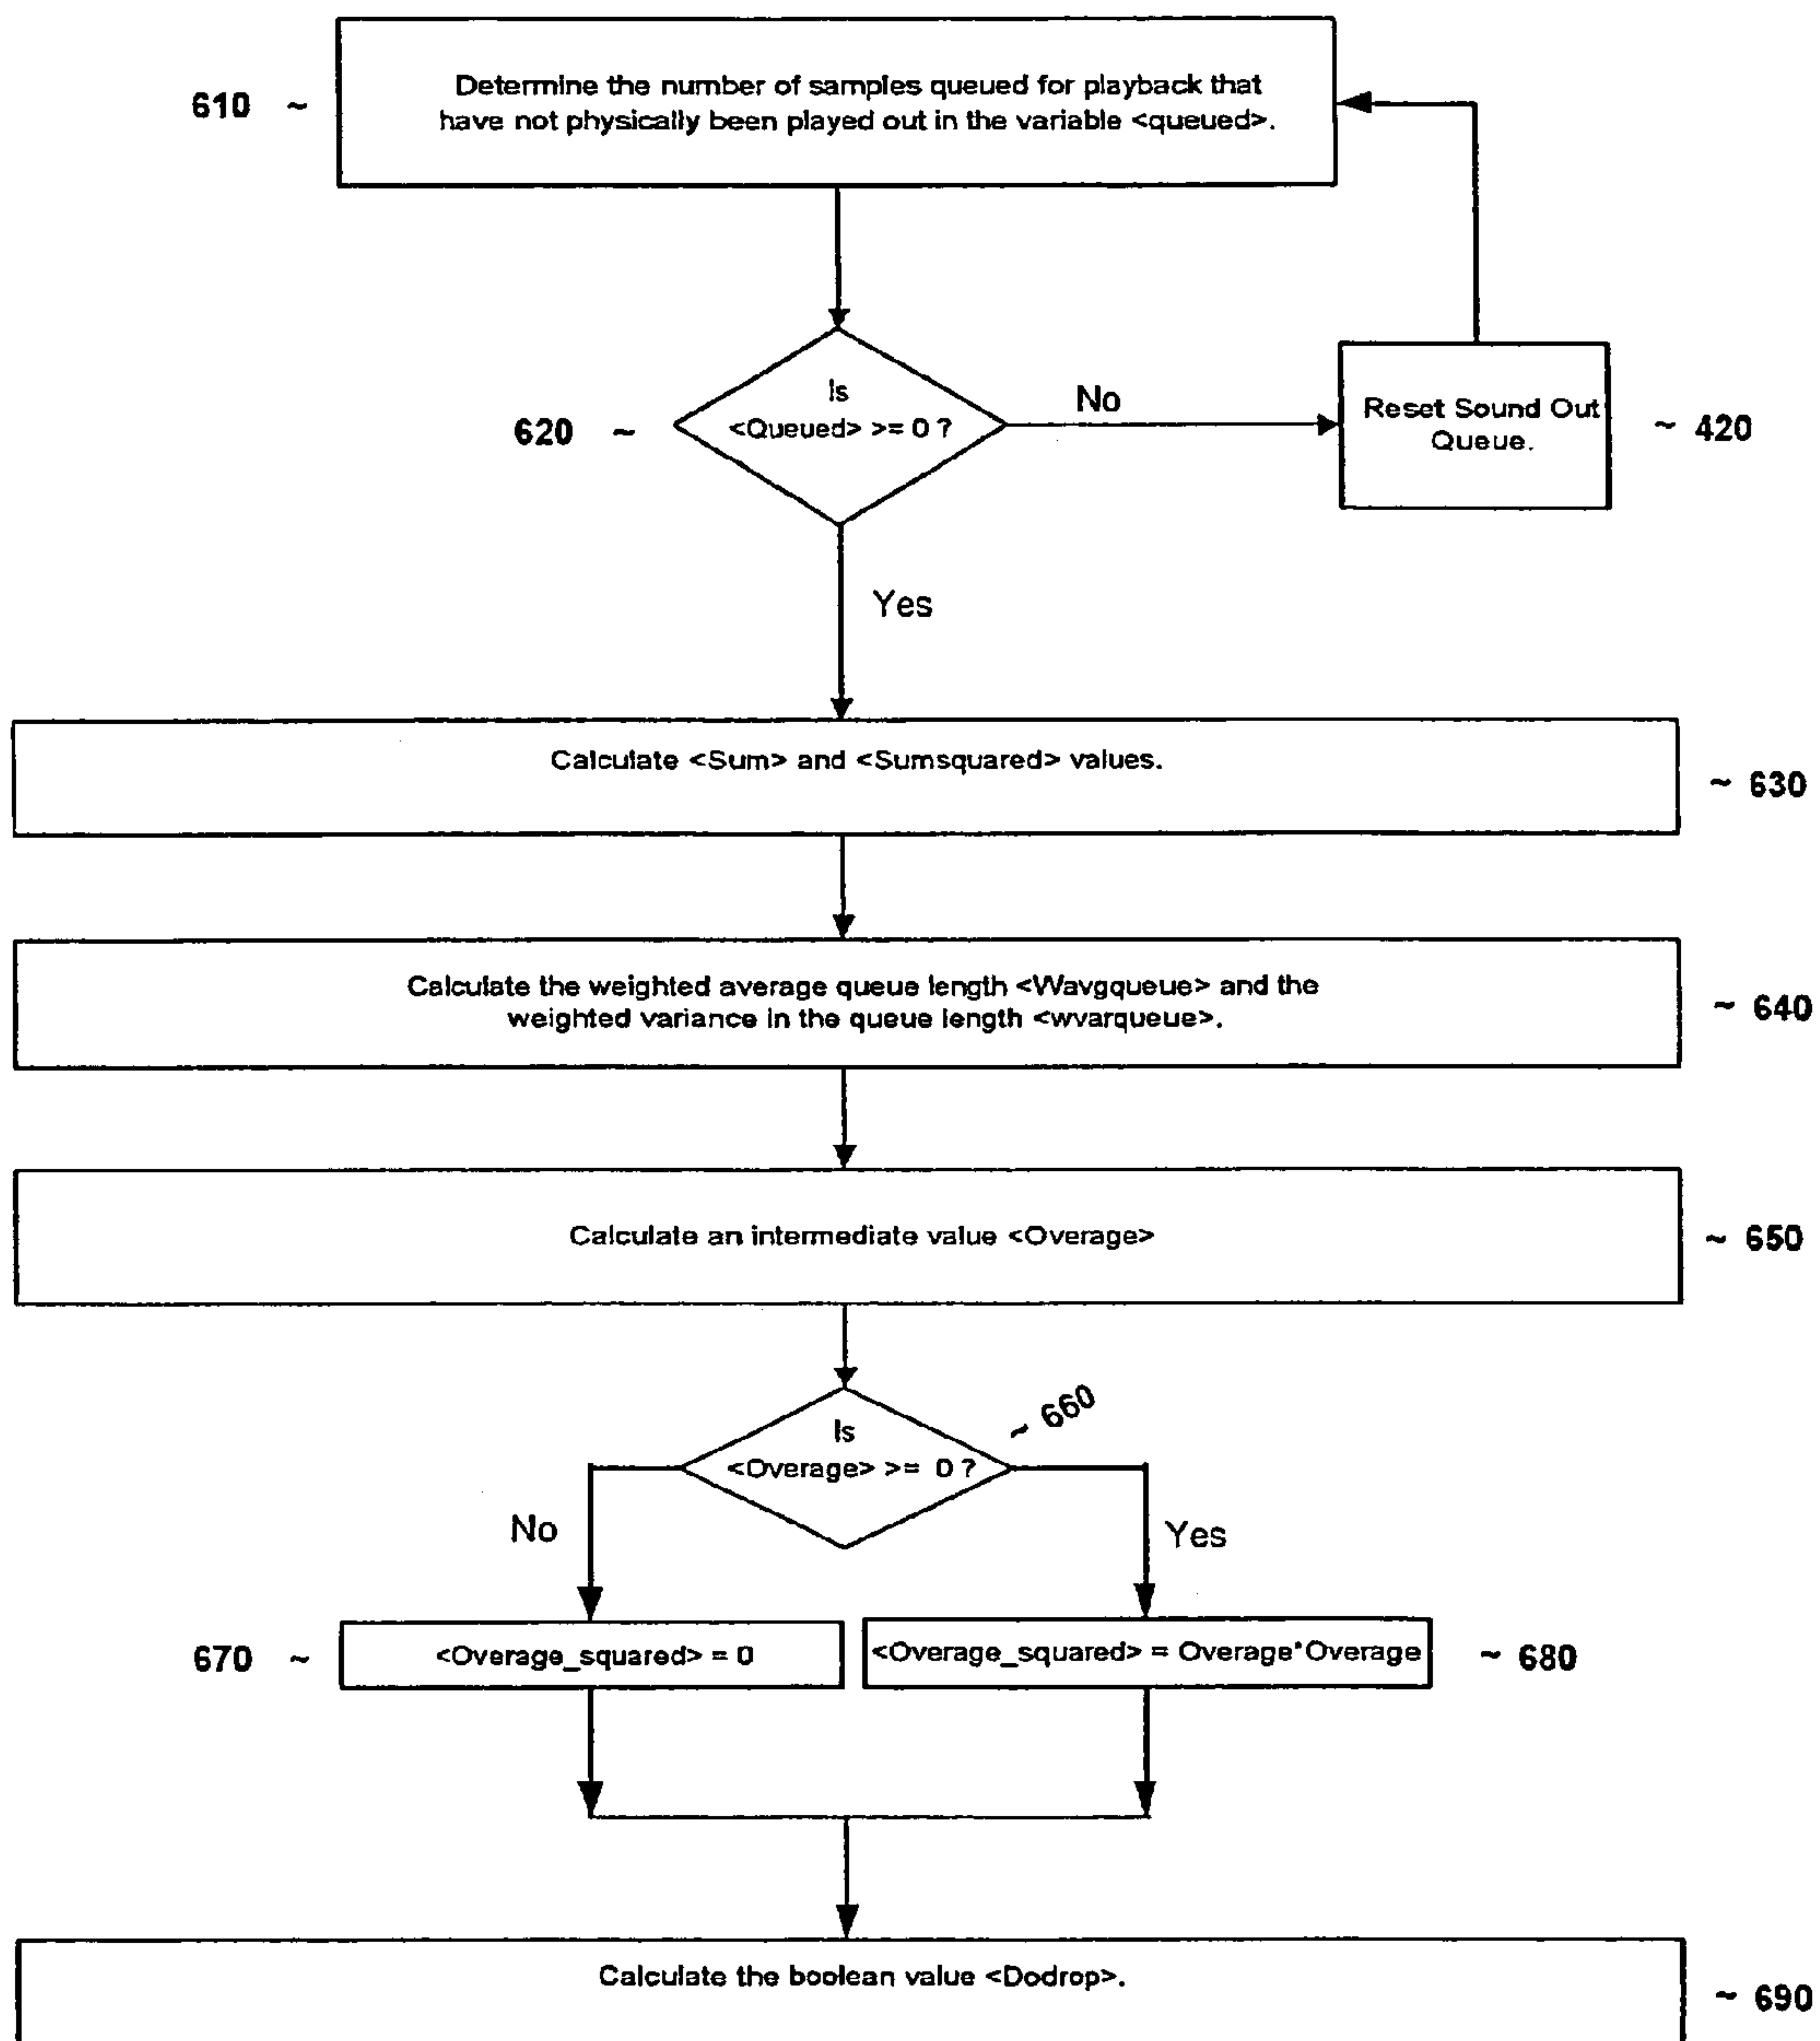 Determine the number of samples queued for playback that
have not physically been played out in the variable <queued>.
610 ~
Is
<Queued> >= 0 ?
620 ~
No
Reset Sound Out
Queue.
~ 420
Yes
Calculate <Sum> and <Sumsquared> values.
~ 630
Calculate the weighted average queue length <Wavgqueue> and the
weighted variance in the queue length <wvarqueue>.
~ 640
Calculate an intermediate value <Overage>
~ 650
Is
<Overage> >= 0 ?
~ 660
No
Yes
670 ~
<Overage_squared> = 0
<Overage_squared> = Overage*Overage
~ 680
Calculate the boolean value <Dodrop>.
~ 690